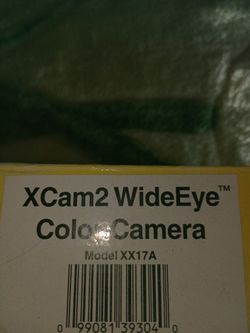 XCam2 WideEye™
Color Camera
Model XX17A
0 99081 39304 0